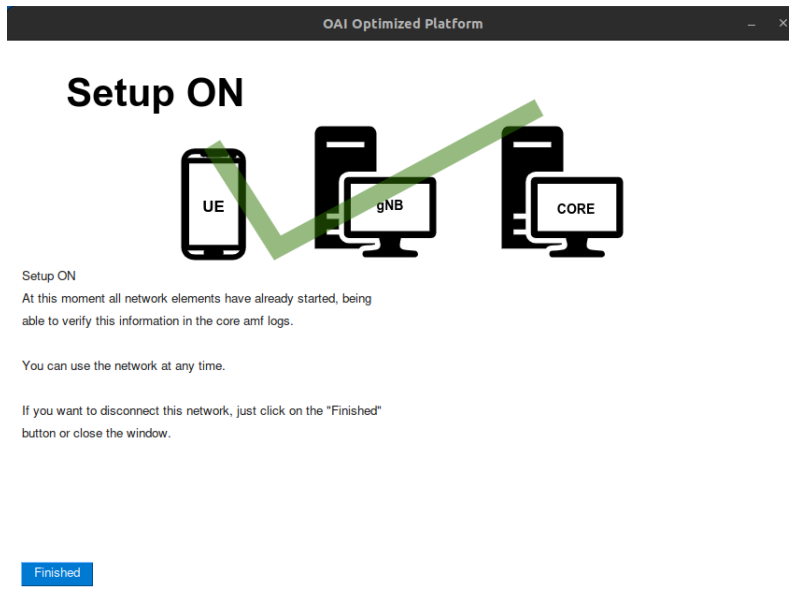 OAI Optimized Platform
Setup ON
UE
gNB
CORE
Setup ON
At this moment all network elements have already started, being
able to verify this information in the core amf logs.
You can use the network at any time.
If you want to disconnect this network, just click on the "Finished"
button or close the window.
Finished